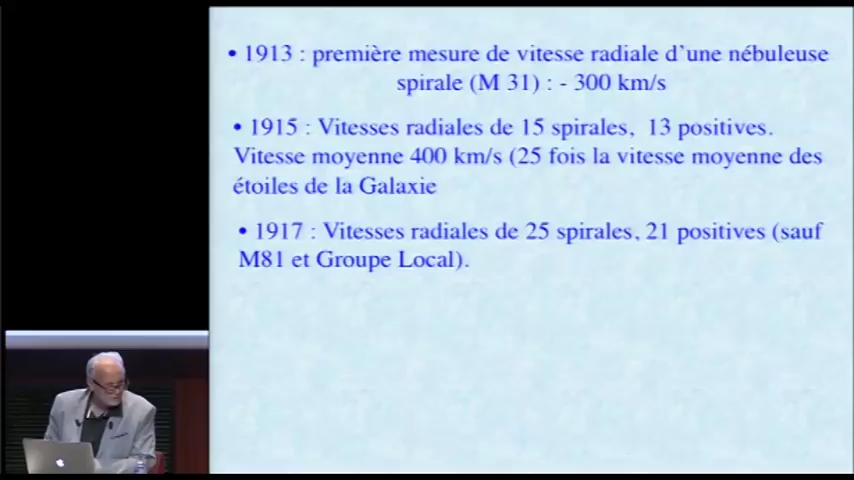 • 1913 : première mesure de vitesse radiale d'une nébuleuse
spirale (M 31) : - 300 km/s
• 1915 : Vitesses radiales de 15 spirales, 13 positives.
Vitesse moyenne 400 km/s (25 fois la vitesse moyenne des
étoiles de la Galaxie
• 1917 : Vitesses radiales de 25 spirales, 21 positives (sauf
M81 et Groupe Local).